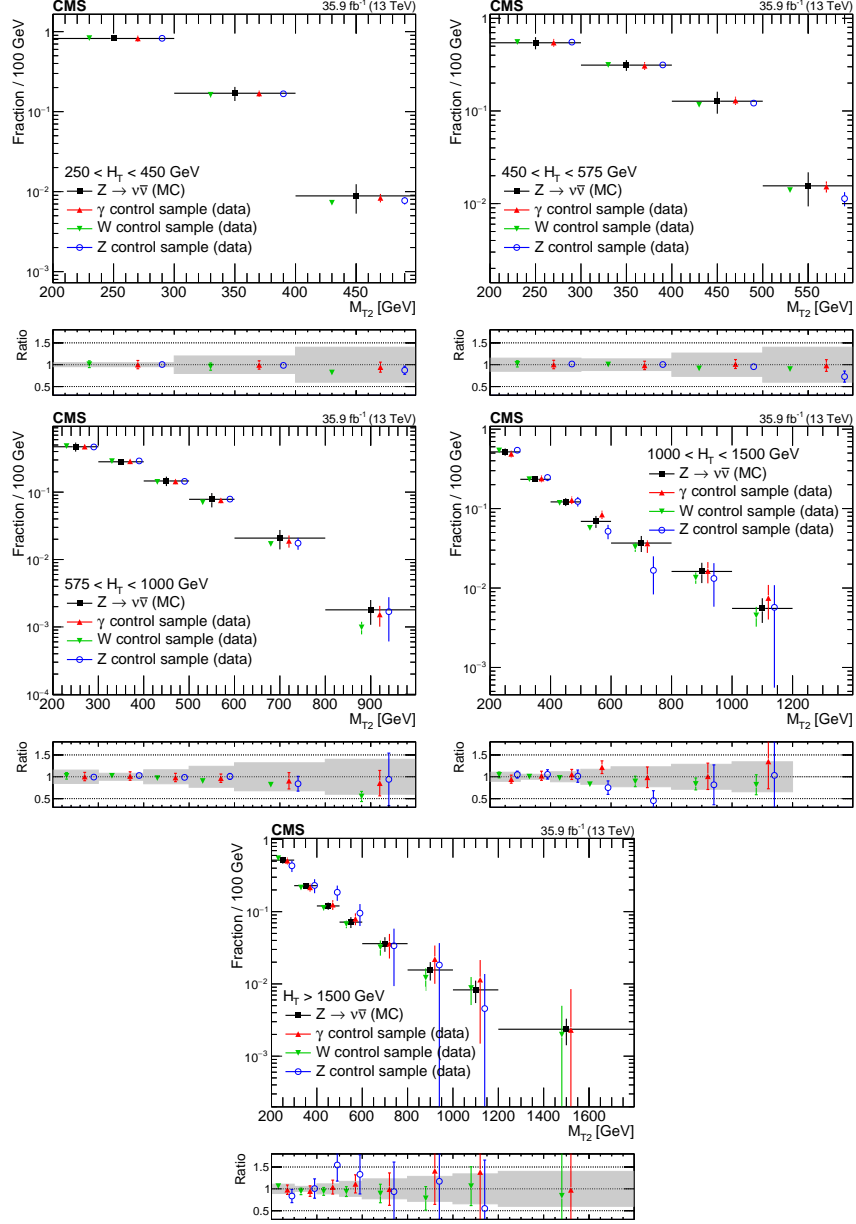 CMS 35.9 fb⁻¹ (13 TeV)
Fraction / 100 GeV
1
10⁻¹
10⁻²
10⁻³
250 < H_T < 450 GeV
Z → νν̄ (MC)
γ control sample (data)
W control sample (data)
Z control sample (data)
200 250 300 350 400 450
M_T2 [GeV]
Ratio
1.5
1
0.5
CMS 35.9 fb⁻¹ (13 TeV)
Fraction / 100 GeV
1
10⁻¹
10⁻²
450 < H_T < 575 GeV
Z → νν̄ (MC)
γ control sample (data)
W control sample (data)
Z control sample (data)
200 250 300 350 400 450 500 550
M_T2 [GeV]
Ratio
1.5
1
0.5
CMS 35.9 fb⁻¹ (13 TeV)
Fraction / 100 GeV
10⁻¹
10⁻²
10⁻³
10⁻⁴
575 < H_T < 1000 GeV
Z → νν̄ (MC)
γ control sample (data)
W control sample (data)
Z control sample (data)
200 300 400 500 600 700 800 900
M_T2 [GeV]
Ratio
1.5
1
0.5
CMS 35.9 fb⁻¹ (13 TeV)
Fraction / 100 GeV
1
10⁻¹
10⁻²
10⁻³
1000 < H_T < 1500 GeV
Z → νν̄ (MC)
γ control sample (data)
W control sample (data)
Z control sample (data)
200 400 600 800 1000 1200 1400
M_T2 [GeV]
Ratio
1.5
1
0.5
CMS 35.9 fb⁻¹ (13 TeV)
Fraction / 100 GeV
1
10⁻¹
10⁻²
10⁻³
H_T > 1500 GeV
Z → νν̄ (MC)
γ control sample (data)
W control sample (data)
Z control sample (data)
200 400 600 800 1000 1200 1400 1600
M_T2 [GeV]
Ratio
1.5
1
0.5